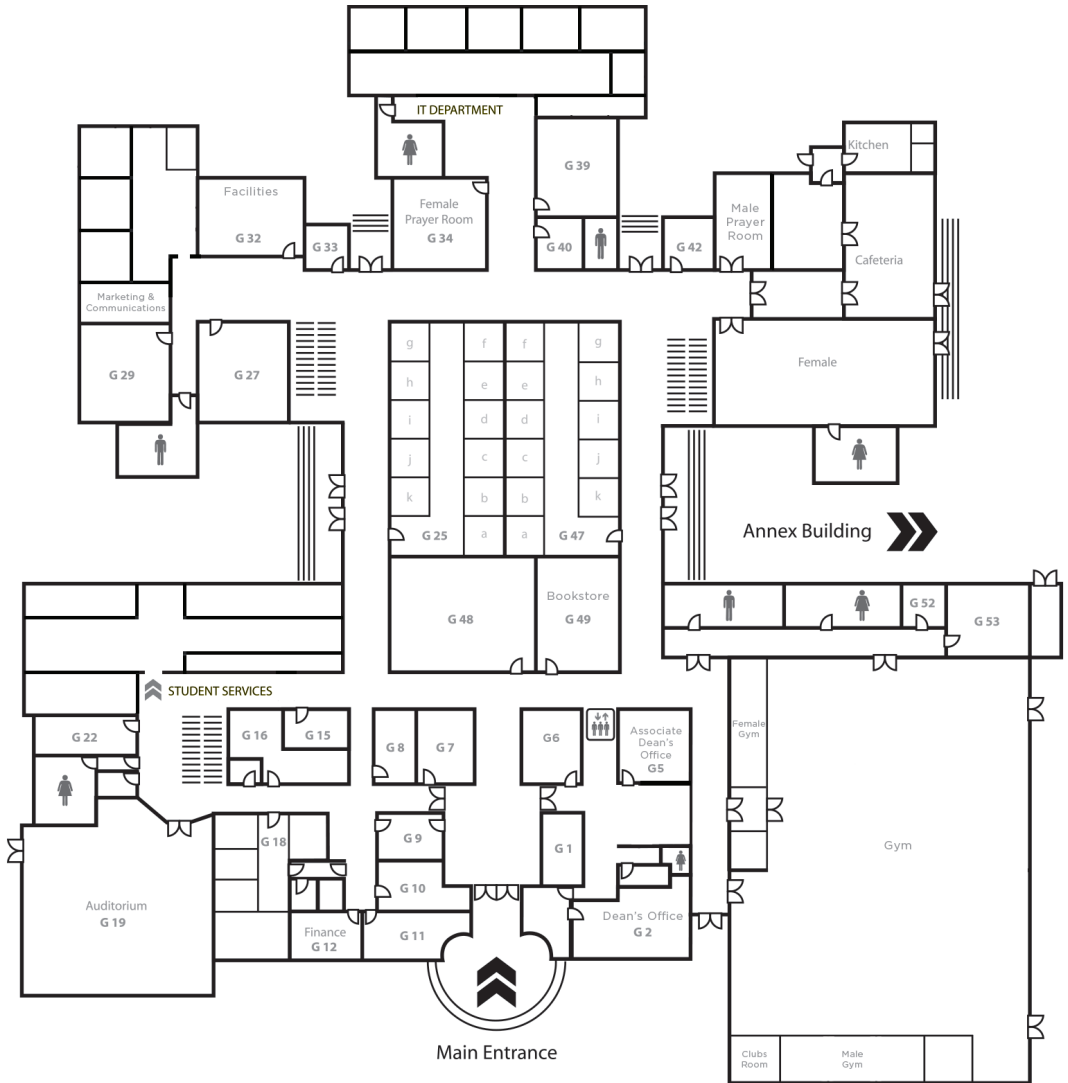 IT DEPARTMENT
Kitchen
G 39
Facilities
Female
Prayer Room
G 34
Male
Prayer
Room
G 32
G 33
G 40
G 42
Cafeteria
Marketing &
Communications
g
f
f
g
G 29
G 27
h
e
e
h
Female
i
d
d
i
j
c
c
j
k
b
b
k
G 25
a
a
G 47
Annex Building
Bookstore
G 48
G 49
G 52
G 53
STUDENT SERVICES
G 22
G 16
G 15
G 8
G 7
G6
Associate
Dean's
Office
G5
Female
Gym
G 18
G 9
G 1
Gym
G 10
Auditorium
G 19
Finance
G 12
G 11
Dean's Office
G 2
Main Entrance
Clubs
Room
Male
Gym